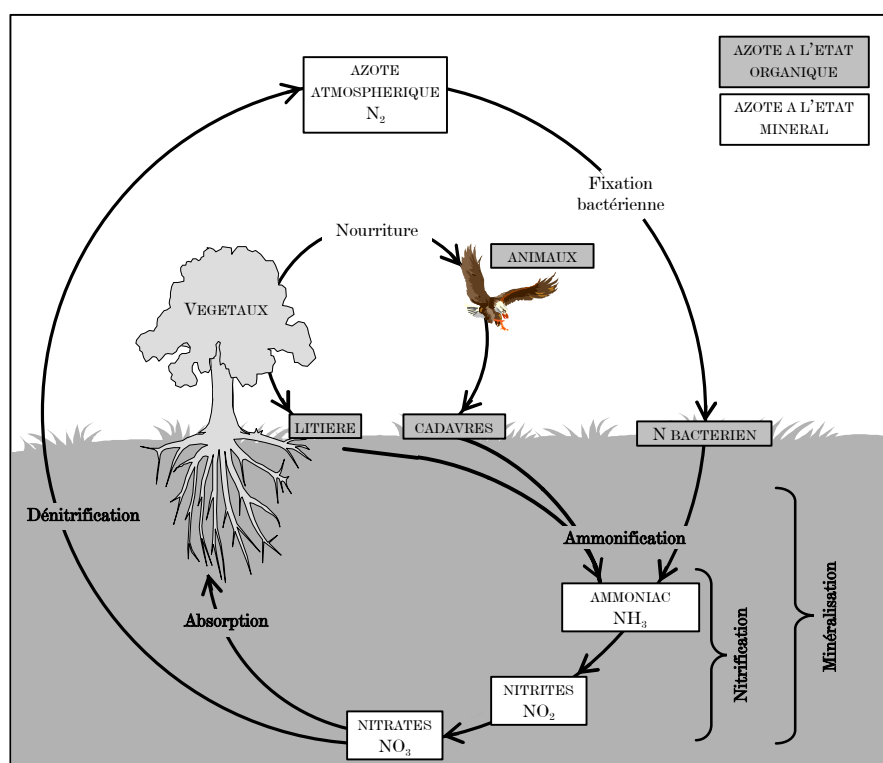 AZOTE A L'ETAT
ORGANIQUE
AZOTE A L'ETAT
MINERAL
AZOTE
ATMOSPHERIQUE
N₂
Fixation
bactérienne
Nourriture
ANIMAUX
VEGETAUX
LITIERE
CADAVRES
N BACTERIEN
Dénitrification
Ammonification
Absorption
AMMONIAC
NH₃
NITRITES
NO₂
NITRATES
NO₃
Nitrification
Minéralisation